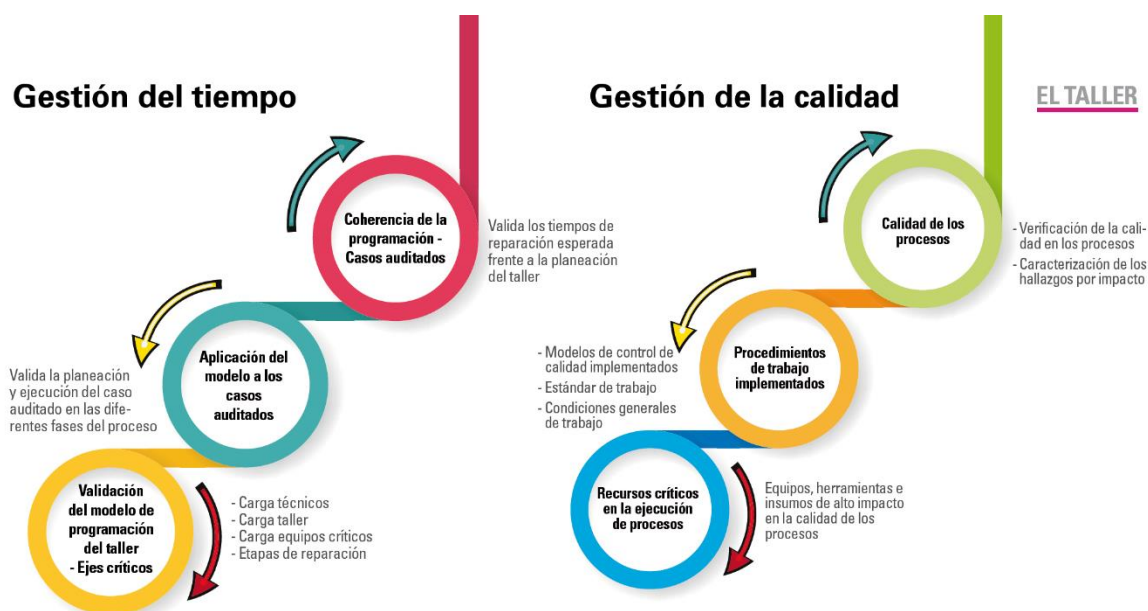 Gestión del tiempo
Coherencia de la
programación -
Casos auditados
Valida los tiempos de
reparación esperada
frente a la planeación
del taller
Aplicación del
modelo a los
casos
auditados
Valida la planeación
y ejecución del caso
auditado en las dife-
rentes fases del proceso
Validación
del modelo de
programación
del taller
- Ejes críticos
- Carga técnicos
- Carga taller
- Carga equipos críticos
- Etapas de reparación
Gestión de la calidad
EL TALLER
Calidad de los
procesos
- Verificación de la cali-
dad en los procesos
- Caracterización de los
hallazgos por impacto
Procedimientos
de trabajo
implementados
- Modelos de control de
calidad implementados
- Estándar de trabajo
- Condiciones generales
de trabajo
Recursos críticos
en la ejecución
de procesos
Equipos, herramientas e
insumos de alto impacto
en la calidad de los
procesos